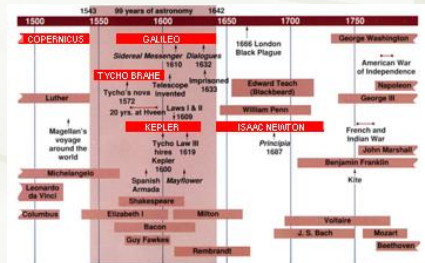 1543 99 years of astronomy 1642
1500 1550 1600 1650 1700 1750
COPERNICUS GALILEO George Washington
Sidereal Messenger Dialogues
1610 1632
1666 London
Black Plague
American War
of Independence
TYCHO BRAHE
Telescope
Invented
Imprisoned
1633
Napoleon
Tycho's nova
1572
Edward Teach
(Blackbeard)
Luther
George III
20 yrs. at Hveen
Laws I & II
1609
William Penn
KEPLER ISAAC NEWTON
Magellan's
voyage
around the
world
Tycho
hires
Kepler
1600
Law III
1619
Principia
1687
French and
Indian War
John Marshall
Benjamin Franklin
Michelangelo
Spanish
Armada
Mayflower
Kite
Leonardo
da Vinci
Shakespeare
Columbus Elizabeth I Milton Voltaire
Bacon J. S. Bach Mozart
Guy Fawkes Beethoven
Rembrandt